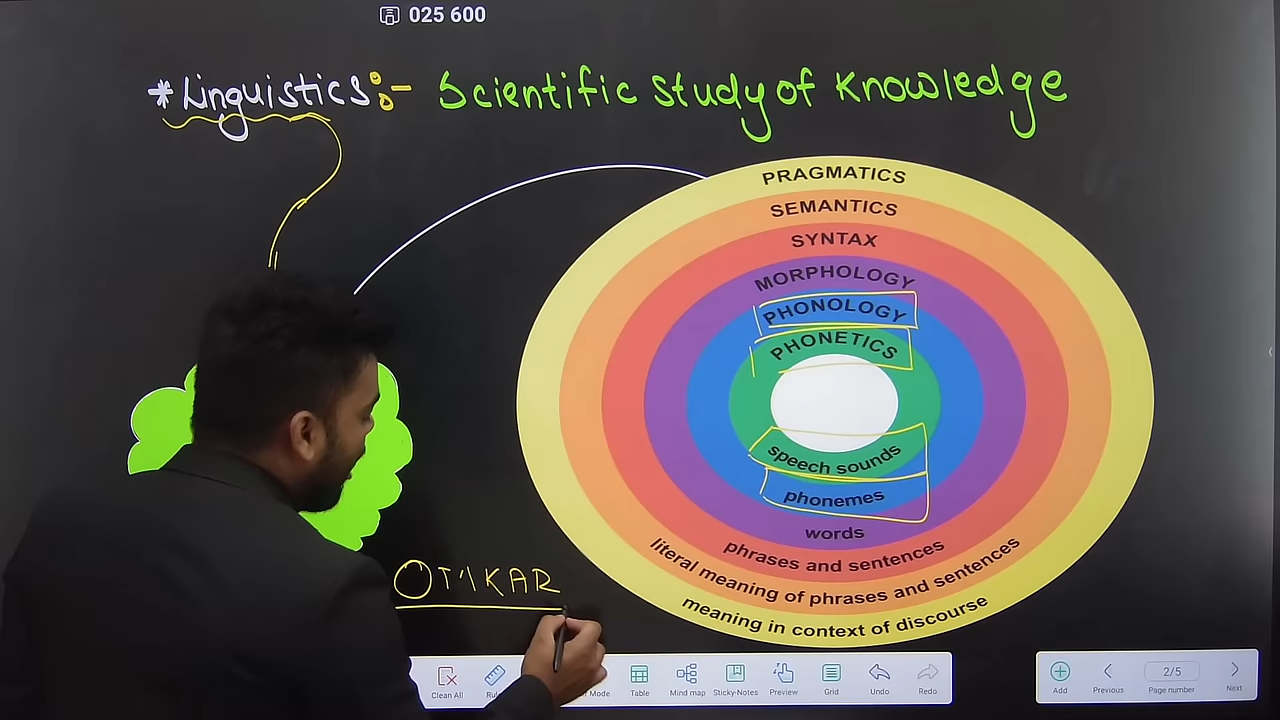 025 600
*Linguistics:- Scientific study of Knowledge
PRAGMATICS
SEMANTICS
SYNTAX
MORPHOLOGY
PHONOLOGY
PHONETICS
speech sounds
phonemes
words
phrases and sentences
literal meaning of phrases and sentences
meaning in context of discourse
Clean All
Mode
Table
Mind map
Sticky-Notes
Preview
Grid
Undo
Redo
Add
Previous
2/5
Page number
Next